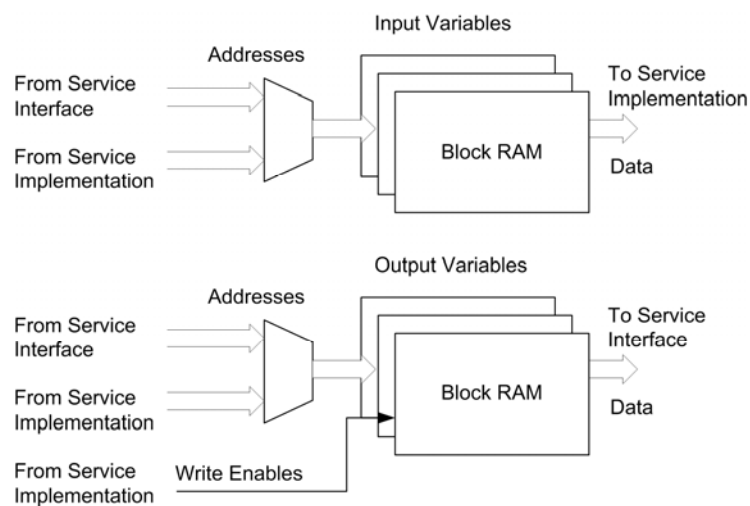 Input Variables
Addresses
From Service
Interface
To Service
Implementation
Block RAM
From Service
Implementation
Data
Output Variables
Addresses
From Service
Interface
To Service
Interface
Block RAM
From Service
Implementation
Data
From Service
Implementation
Write Enables